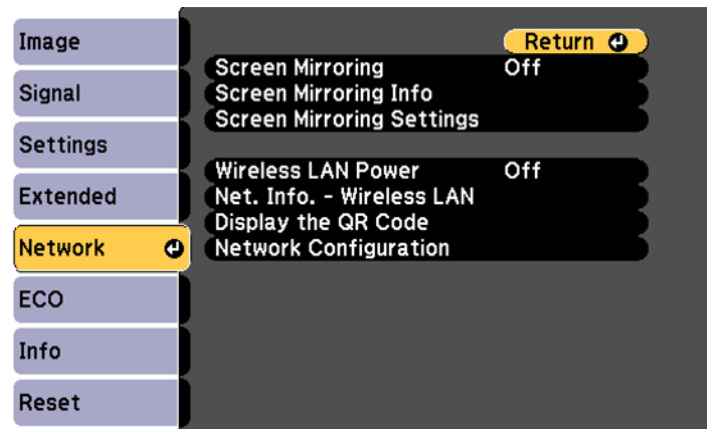 Image
Signal
Settings
Extended
Network
ECO
Info
Reset
Return
Screen Mirroring Off
Screen Mirroring Info
Screen Mirroring Settings
Wireless LAN Power Off
Net. Info. - Wireless LAN
Display the QR Code
Network Configuration